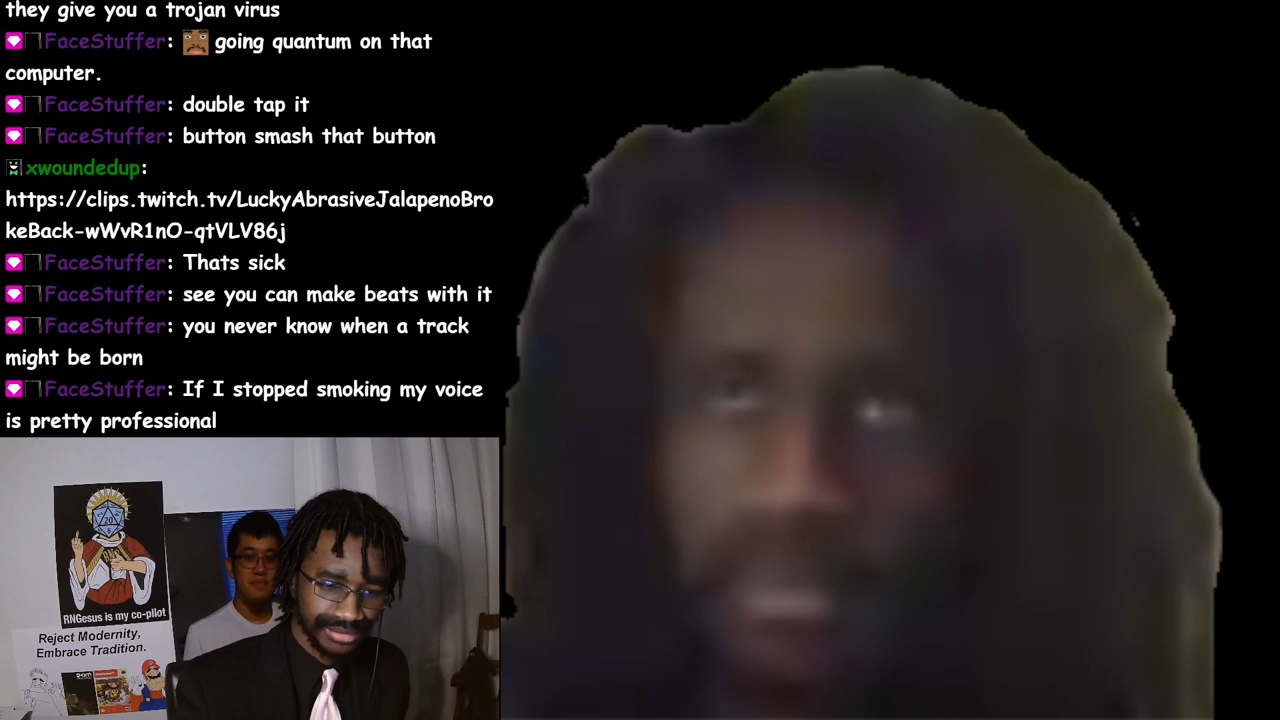 they give you a trojan virus
FaceStuffer: going quantum on that
computer.
FaceStuffer: double tap it
FaceStuffer: button smash that button
xwoundedup:
https://clips.twitch.tv/LuckyAbrasiveJalapenoBro
keBack-wWvR1nO-qtVLV86j
FaceStuffer: Thats sick
FaceStuffer: see you can make beats with it
FaceStuffer: you never know when a track
might be born
FaceStuffer: If I stopped smoking my voice
is pretty professional
20
RNGesus is my co-pilot
Reject Modernity,
Embrace Tradition.